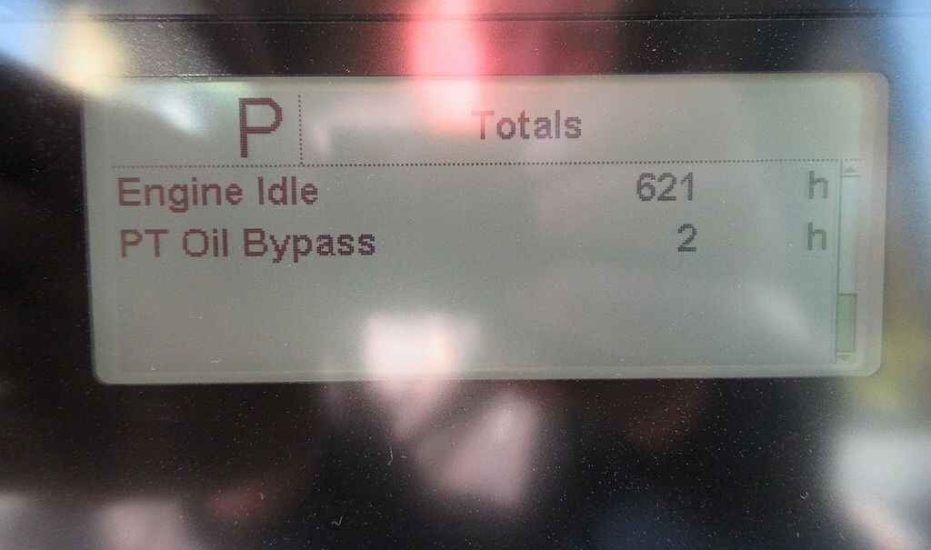 P Totals
Engine Idle 621 h
PT Oil Bypass 2 h